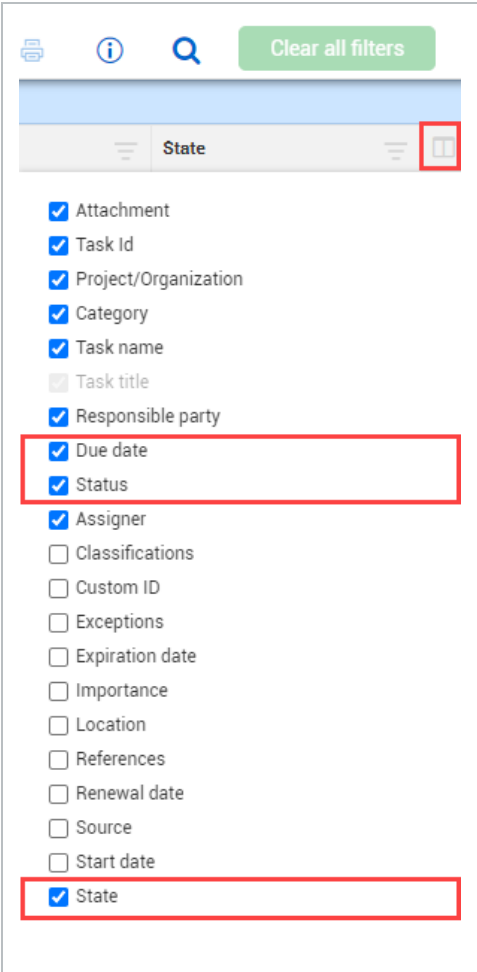 Clear all filters
State
Attachment
Task Id
Project/Organization
Category
Task name
Task title
Responsible party
Due date
Status
Assigner
Classifications
Custom ID
Exceptions
Expiration date
Importance
Location
References
Renewal date
Source
Start date
State